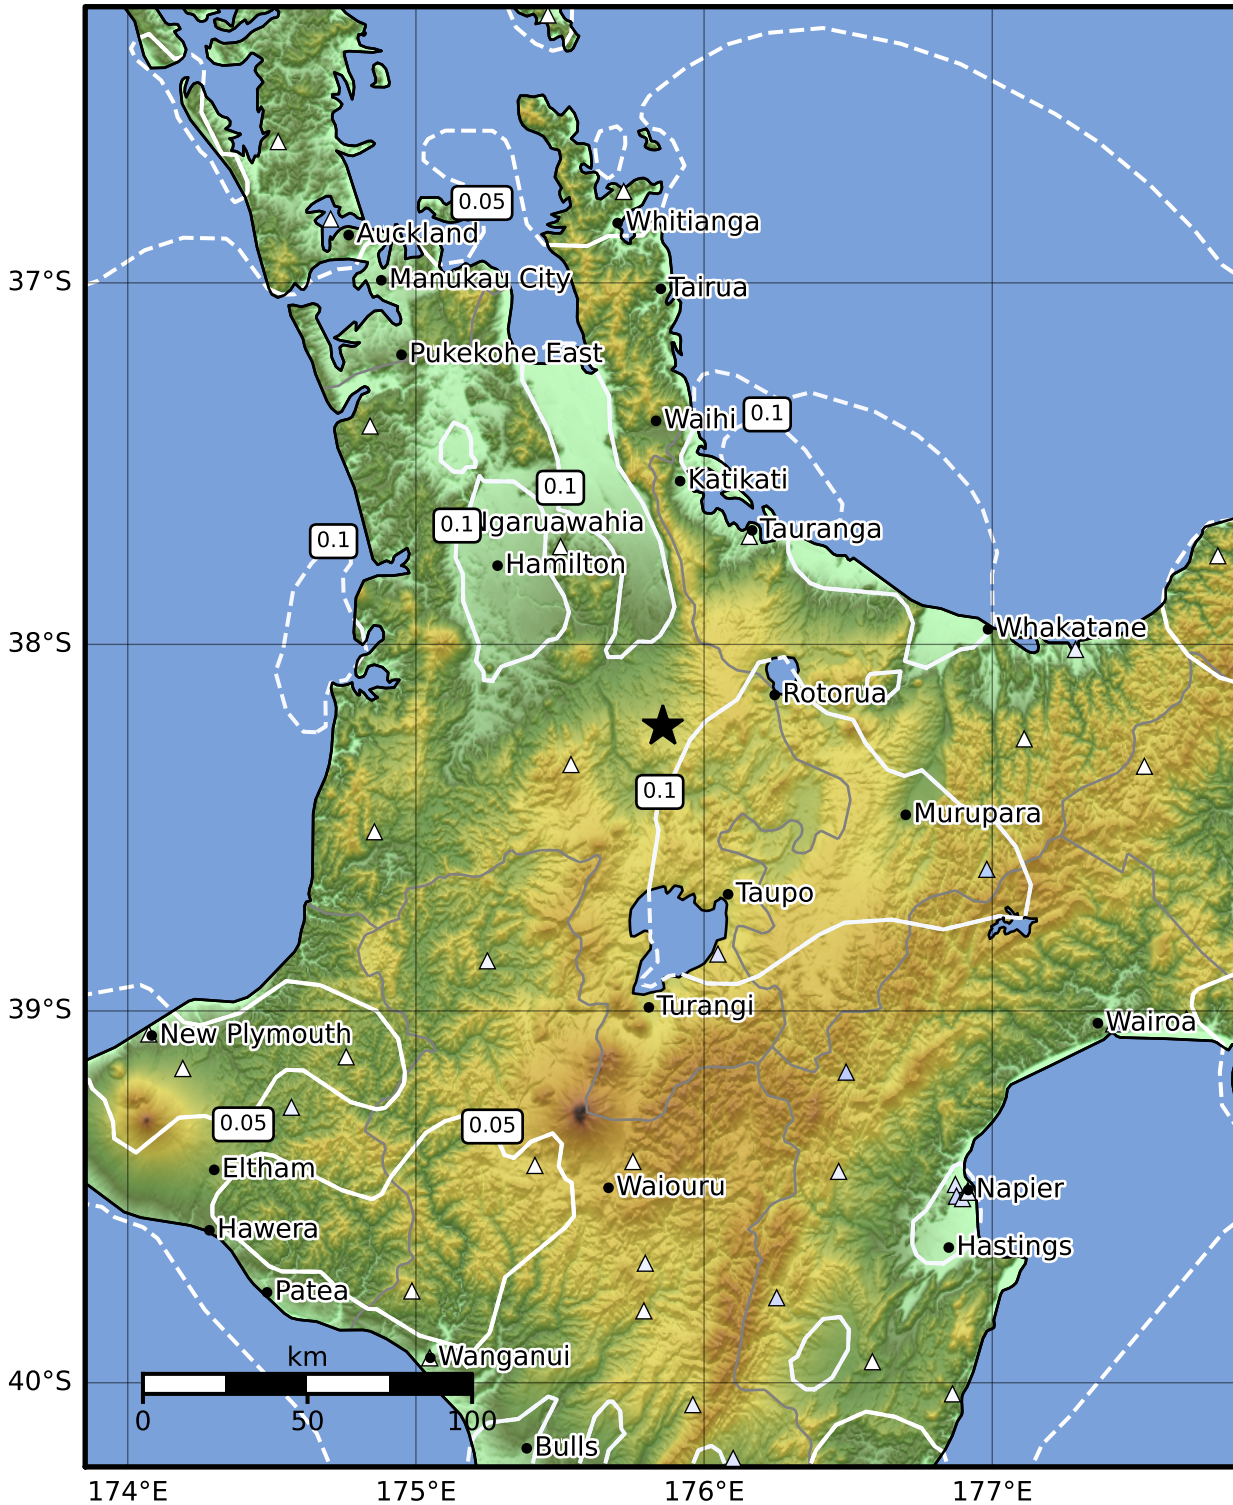 0.05
Whitianga
Auckland
37°S
Manukau City
Tairua
Pukekohe East
0.1
Waihi
Katikati
0.1
0.1
Ngaruawahia
Tauranga
0.1
Hamilton
38°S
Whakatane
Rotorua
0.1
Murupara
Taupo
39°S
Turangi
Wairoa
New Plymouth
0.05
0.05
Eltham
Waiouru
Napier
Hawera
Hastings
Patea
km
Wanganui
40°S
0
50
100
Bulls
174°E
175°E
176°E
177°E